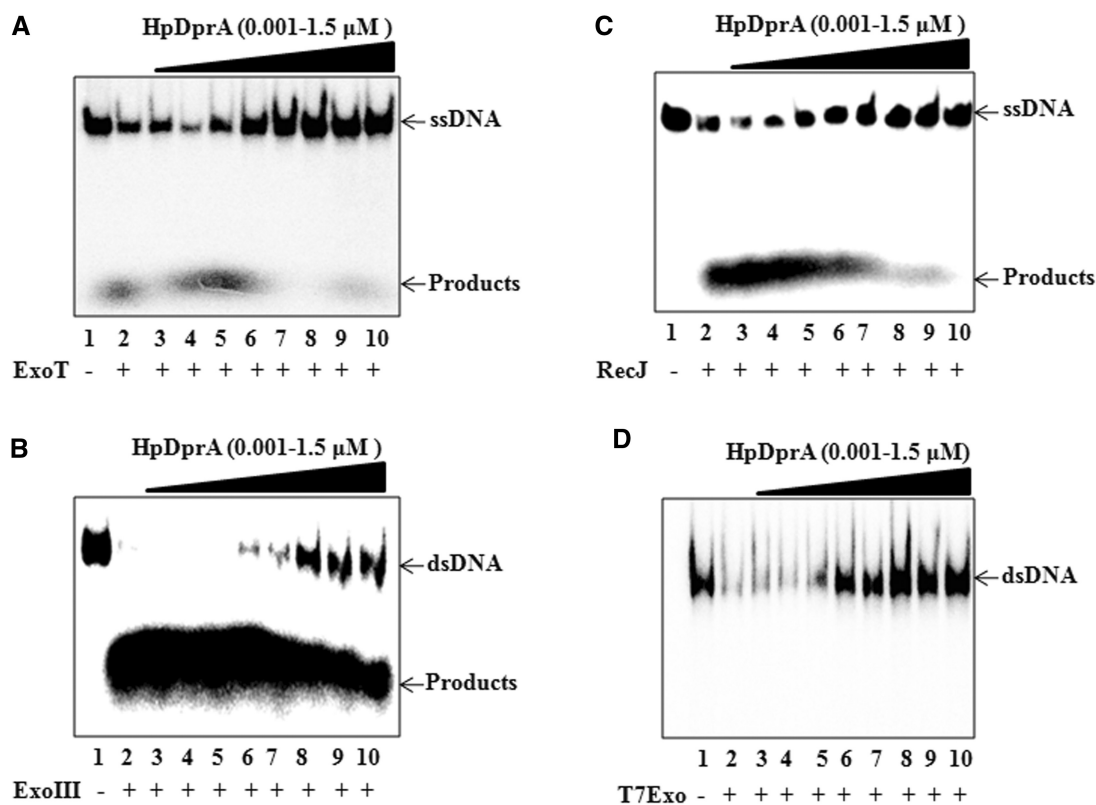 A
HpDprA (0.001-1.5 µM )
ssDNA
Products
1 2 3 4 5 6 7 8 9 10
ExoT - + + + + + + + + +
C
HpDprA (0.001-1.5 µM )
ssDNA
Products
1 2 3 4 5 6 7 8 9 10
RecJ - + + + + + + + + +
B
HpDprA (0.001-1.5 µM )
dsDNA
Products
1 2 3 4 5 6 7 8 9 10
ExoIII - + + + + + + + + +
D
HpDprA (0.001-1.5 µM)
dsDNA
1 2 3 4 5 6 7 8 9 10
T7Exo - + + + + + + + + +